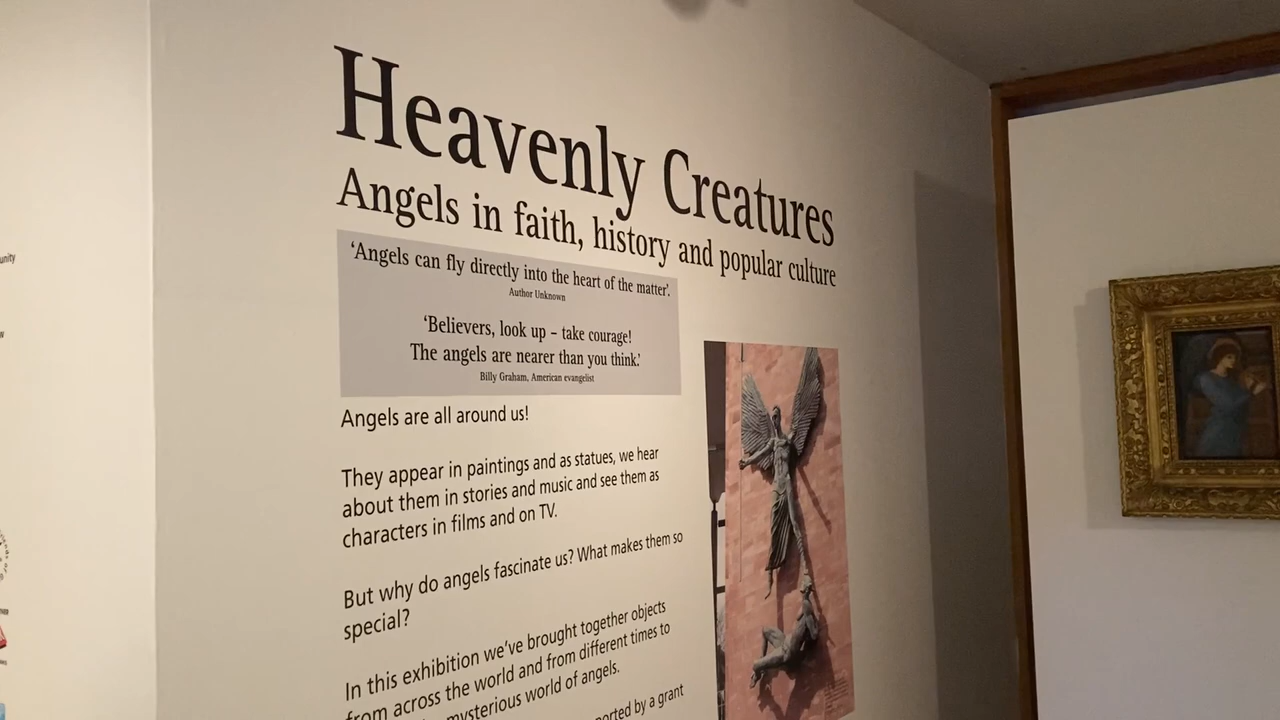 Heavenly Creatures
Angels in faith, history and popular culture
‘Angels can fly directly into the heart of the matter’.
Author Unknown
‘Believers, look up – take courage!
The angels are nearer than you think.’
Billy Graham, American evangelist
Angels are all around us!
They appear in paintings and as statues, we hear
about them in stories and music and see them as
characters in films and on TV.
But why do angels fascinate us? What makes them so
special?
In this exhibition we’ve brought together objects
from across the world and from different times to
mysterious world of angels.
by a grant